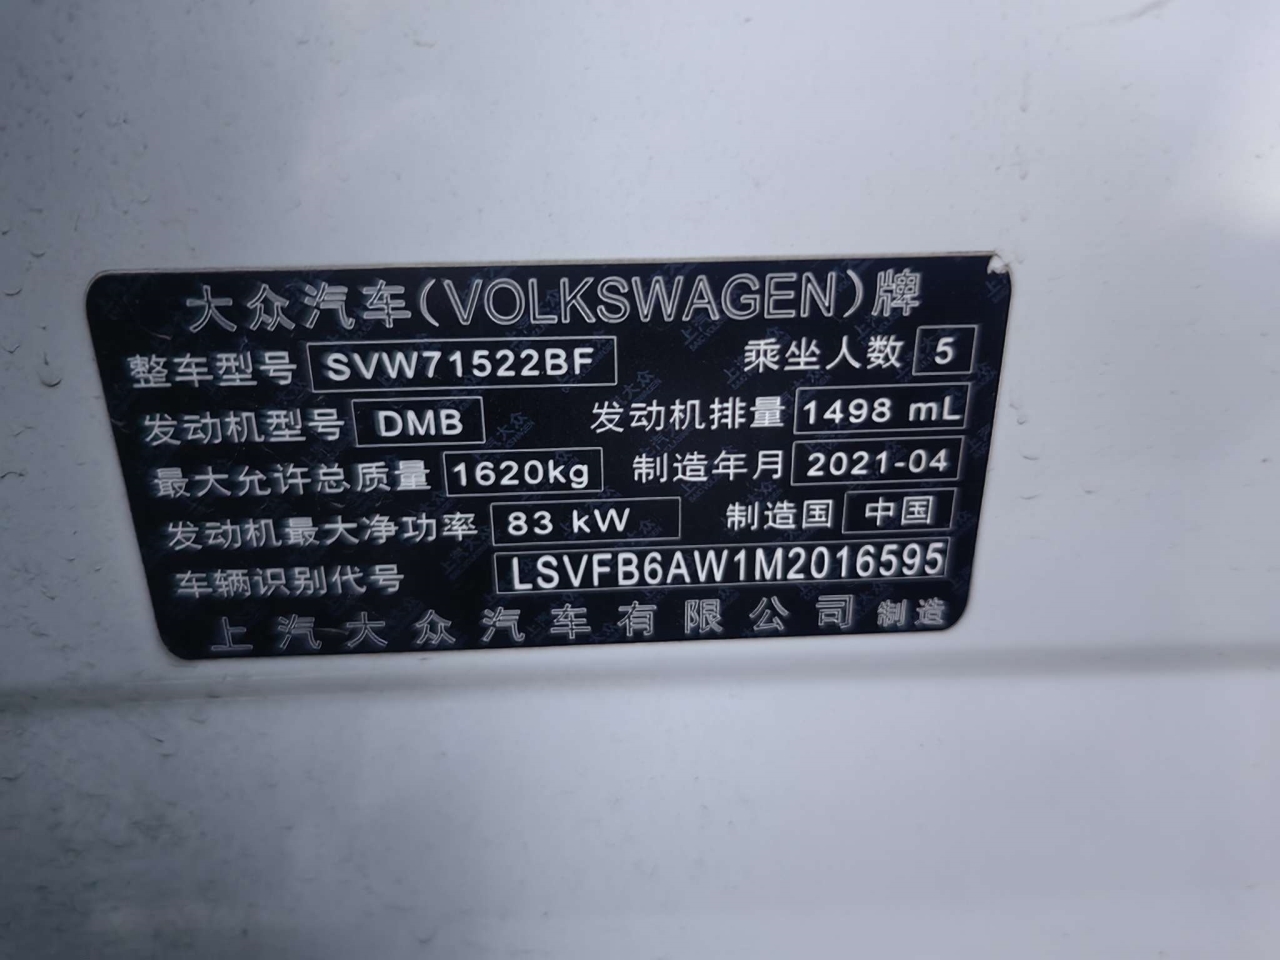 大众汽车(VOLKSWAGEN)牌
整车型号 SVW71522BF 乘坐人数 5
发动机型号 DMB 发动机排量 1498 mL
最大允许总质量 1620kg 制造年月 2021-04
发动机最大净功率 83 kW 制造国 中国
车辆识别代号 LSVFB6AW1M2016595
上汽大众汽车有限公司 制造